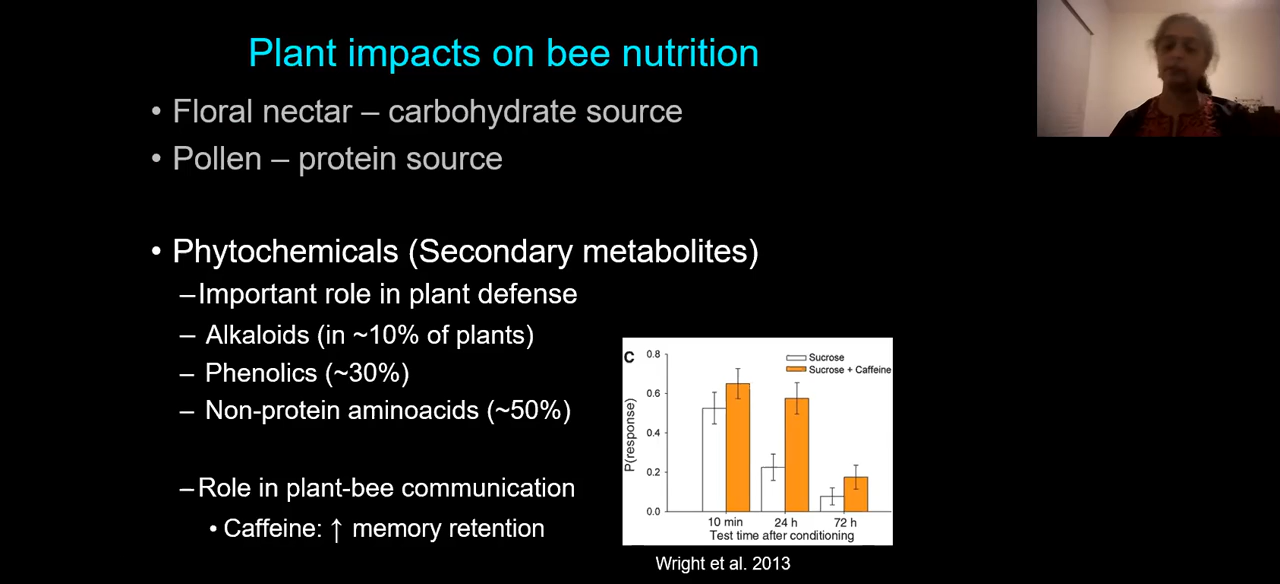 Plant impacts on bee nutrition
• Floral nectar – carbohydrate source
• Pollen – protein source
• Phytochemicals (Secondary metabolites)
–Important role in plant defense
– Alkaloids (in ~10% of plants)
– Phenolics (~30%)
– Non-protein aminoacids (~50%)
–Role in plant-bee communication
• Caffeine: ↑ memory retention
C
Sucrose
Sucrose + Caffeine
P(response)
0.8
0.6
0.4
0.2
0.0
10 min 24 h 72 h
Test time after conditioning
Wright et al. 2013